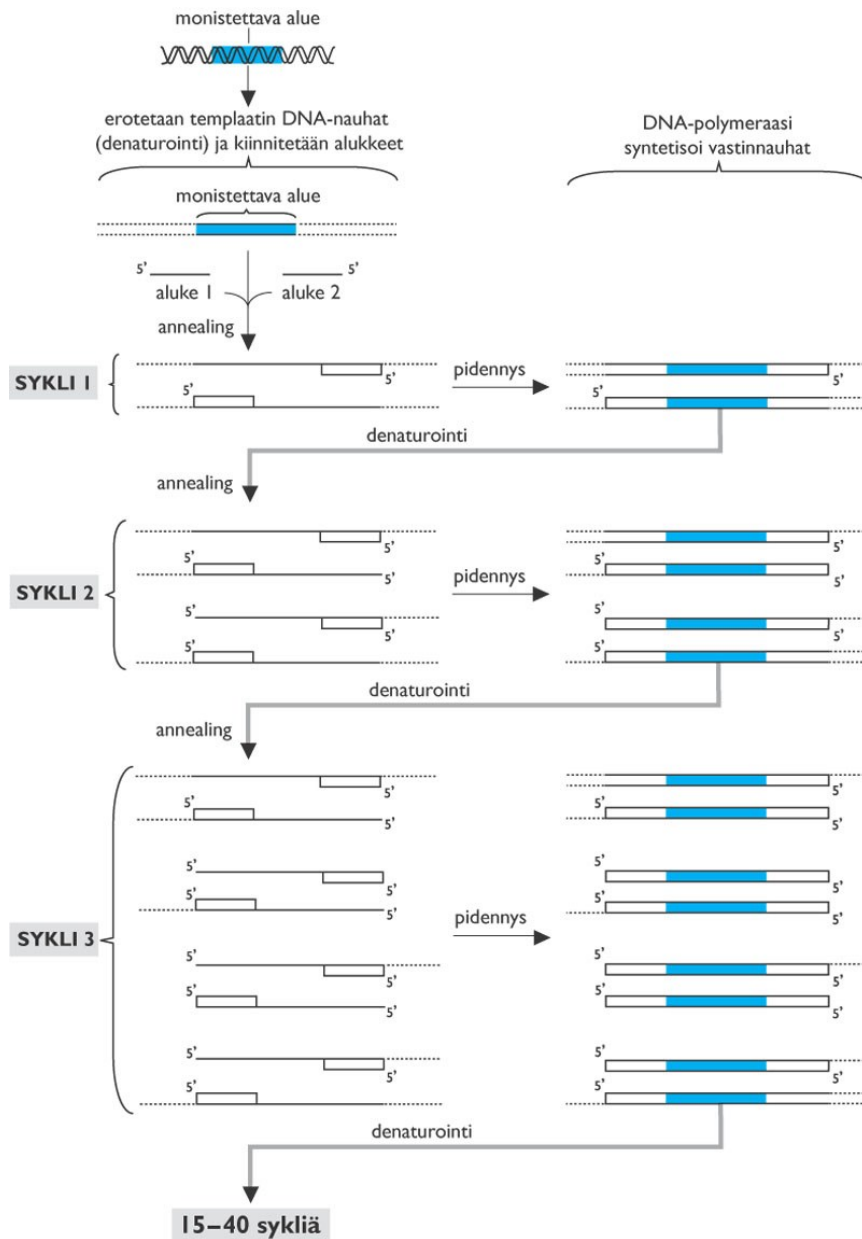 monistettava alue
erotetaan templaatin DNA-nauhat
(denaturointi) ja kiinnitetään alukkeet
DNA-polymeraasi
syntetisoi vastinnauhat
monistettava alue
5’ 5’
aluke 1 aluke 2
annealing
SYKLI 1
5’
5’
pidennys
5’
5’
denaturointi
annealing
SYKLI 2
5’
5’
5’
5’
5’
5’
pidennys
5’
5’
5’
5’
5’
5’
denaturointi
annealing
SYKLI 3
5’
5’
5’
5’
5’
5’
5’
5’
5’
5’
5’
5’
5’
pidennys
5’
5’
5’
5’
5’
5’
5’
5’
5’
5’
5’
5’
denaturointi
15–40 sykliä